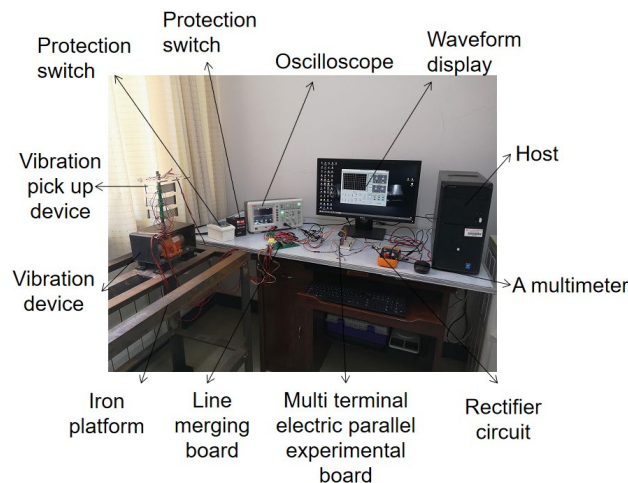 Protection
switch
Protection
switch
Oscilloscope
Waveform
display
Vibration
pick up
device
Host
Vibration
device
A multimeter
Iron
platform
Line
merging
board
Multi terminal
electric parallel
experimental
board
Rectifier
circuit